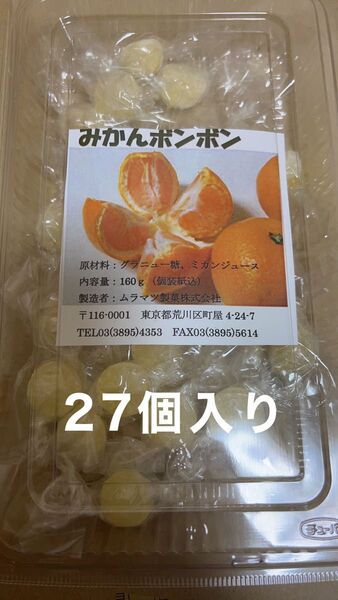 みかんボンボン
原材料：グラニュー糖、ミカンジュース
内容量：160ｇ（個装紙込）
製造者：ムラマツ製菓株式会社
〒116-0001　東京都荒川区町屋 4-24-7
TEL03(3895)4353　FAX03(3895)5614
27個入り